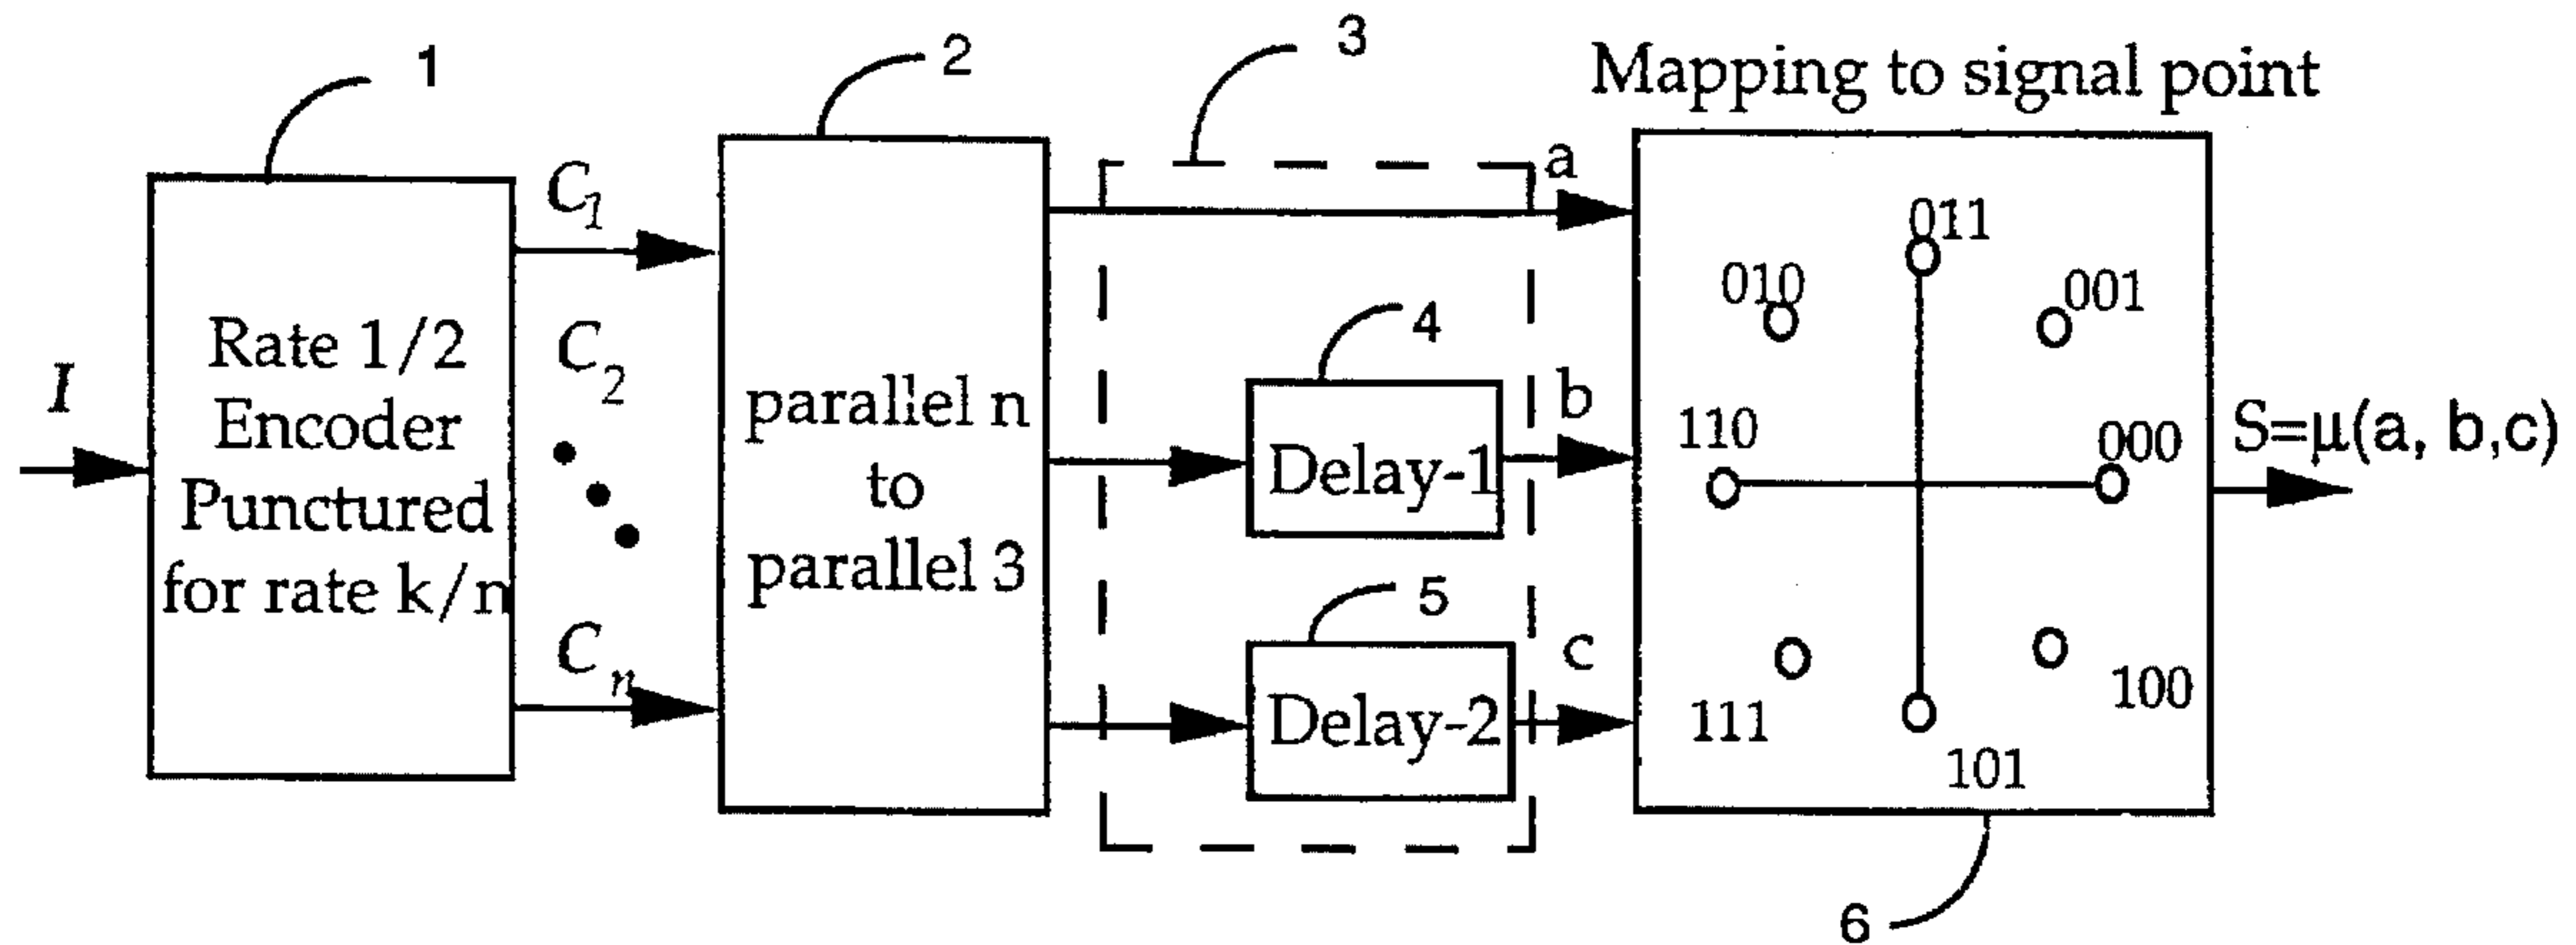 1
2
3
Mapping to signal point
I
Rate 1/2
Encoder
Punctured
for rate k/n
C1
C2
Cn
parallel n
to
parallel 3
a
4
Delay-1
b
5
Delay-2
c
011
010
001
110
000
111
100
101
S=μ(a, b,c)
6